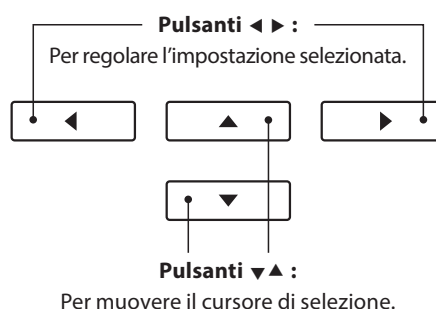 Pulsanti ◀ ▶ :
Per regolare l’impostazione selezionata.
Pulsanti ▼▲ :
Per muovere il cursore di selezione.